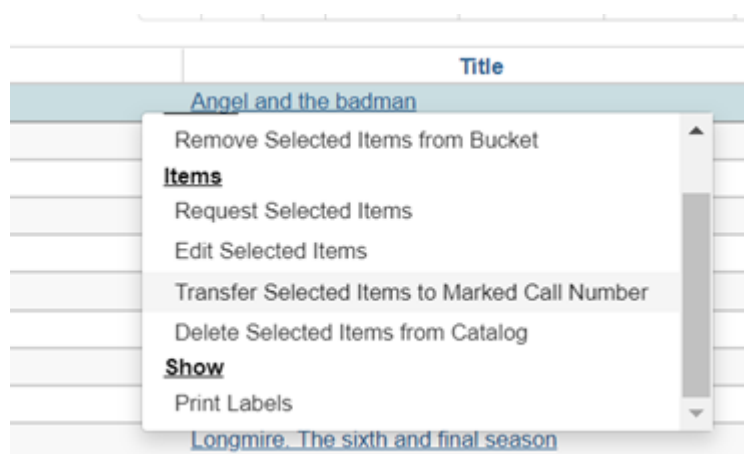 Title
Angel and the badman
Remove Selected Items from Bucket
Items
Request Selected Items
Edit Selected Items
Transfer Selected Items to Marked Call Number
Delete Selected Items from Catalog
Show
Print Labels
Longmire. The sixth and final season